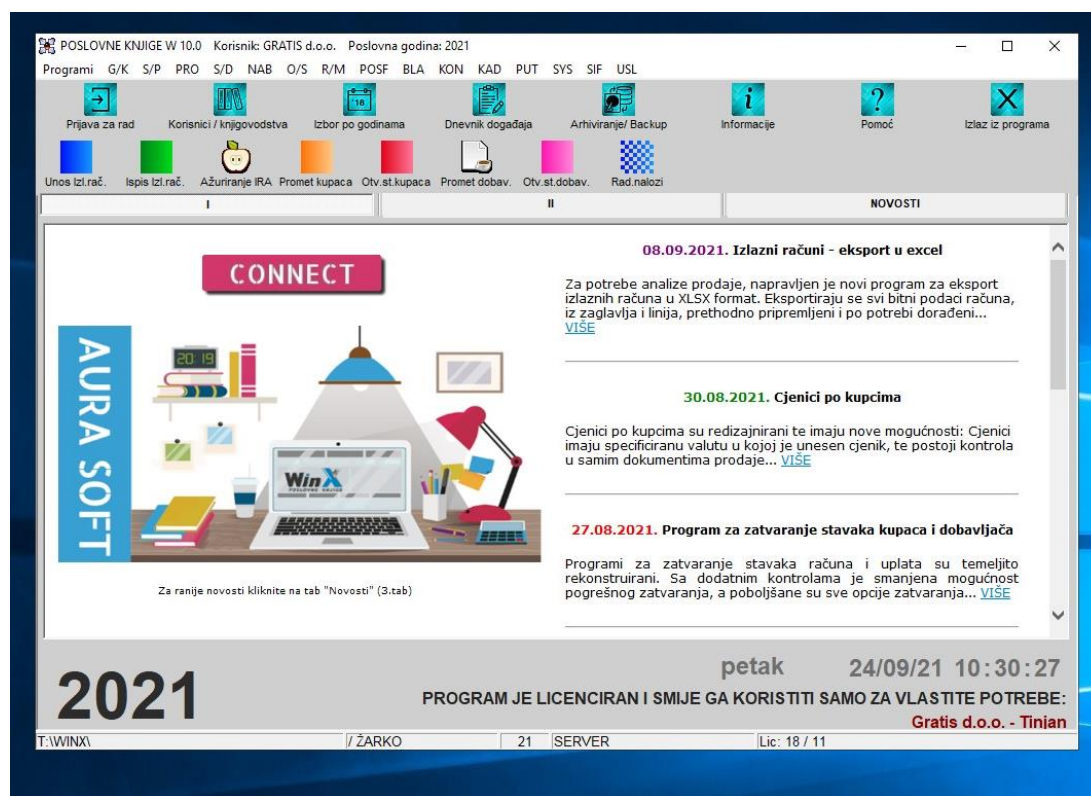 POSLOVNE KNJIGE W 10.0 Korisnik: GRATIS d.o.o. Poslovna godina: 2021
Programi G/K S/P PRO S/D NAB O/S R/M POSF BLA KON KAD PUT SYS SIF USL
18
Prijava za rad Korisnici / knjigovodstva Izbor po godinama Dnevnik događaja Arhiviranje/ Backup Informacije Pomoć Izlaz iz programa
Unos Izl.rač. Ispis Izl.rač. Ažuriranje IRA Promet kupaca Otv.st.kupaca Promet dobav. Otv.st.dobav. Rad.nalozi
I II NOVOSTI
CONNECT
AURA SOFT
20 19
WinX
POSLOVNE KNJIGE
Za ranije novosti kliknite na tab "Novosti" (3.tab)
08.09.2021. Izlazni računi - eksport u excel
Za potrebe analize prodaje, napravljen je novi program za eksport
izlaznih računa u XLSX format. Eksportiraju se svi bitni podaci računa,
iz zaglavlja i linija, prethodno pripremljeni i po potrebi dorađeni...
VIŠE
30.08.2021. Cjenici po kupcima
Cjenici po kupcima su redizajnirani te imaju nove mogućnosti: Cjenici
imaju specificiranu valutu u kojoj je unesen cjenik, te postoji kontrola
u samim dokumentima prodaje... VIŠE
27.08.2021. Program za zatvaranje stavaka kupaca i dobavljača
Programi za zatvaranje stavaka računa i uplata su temeljito
rekonstruirani. Sa dodatnim kontrolama je smanjena mogućnost
pogrešnog zatvaranja, a poboljšane su sve opcije zatvaranja... VIŠE
2021
petak 24/09/21 10:30:27
PROGRAM JE LICENCIRAN I SMIJE GA KORISTITI SAMO ZA VLASTITE POTREBE:
Gratis d.o.o. - Tinjan
T:\WINX\ / ŽARKO 21 SERVER Lic: 18 / 11